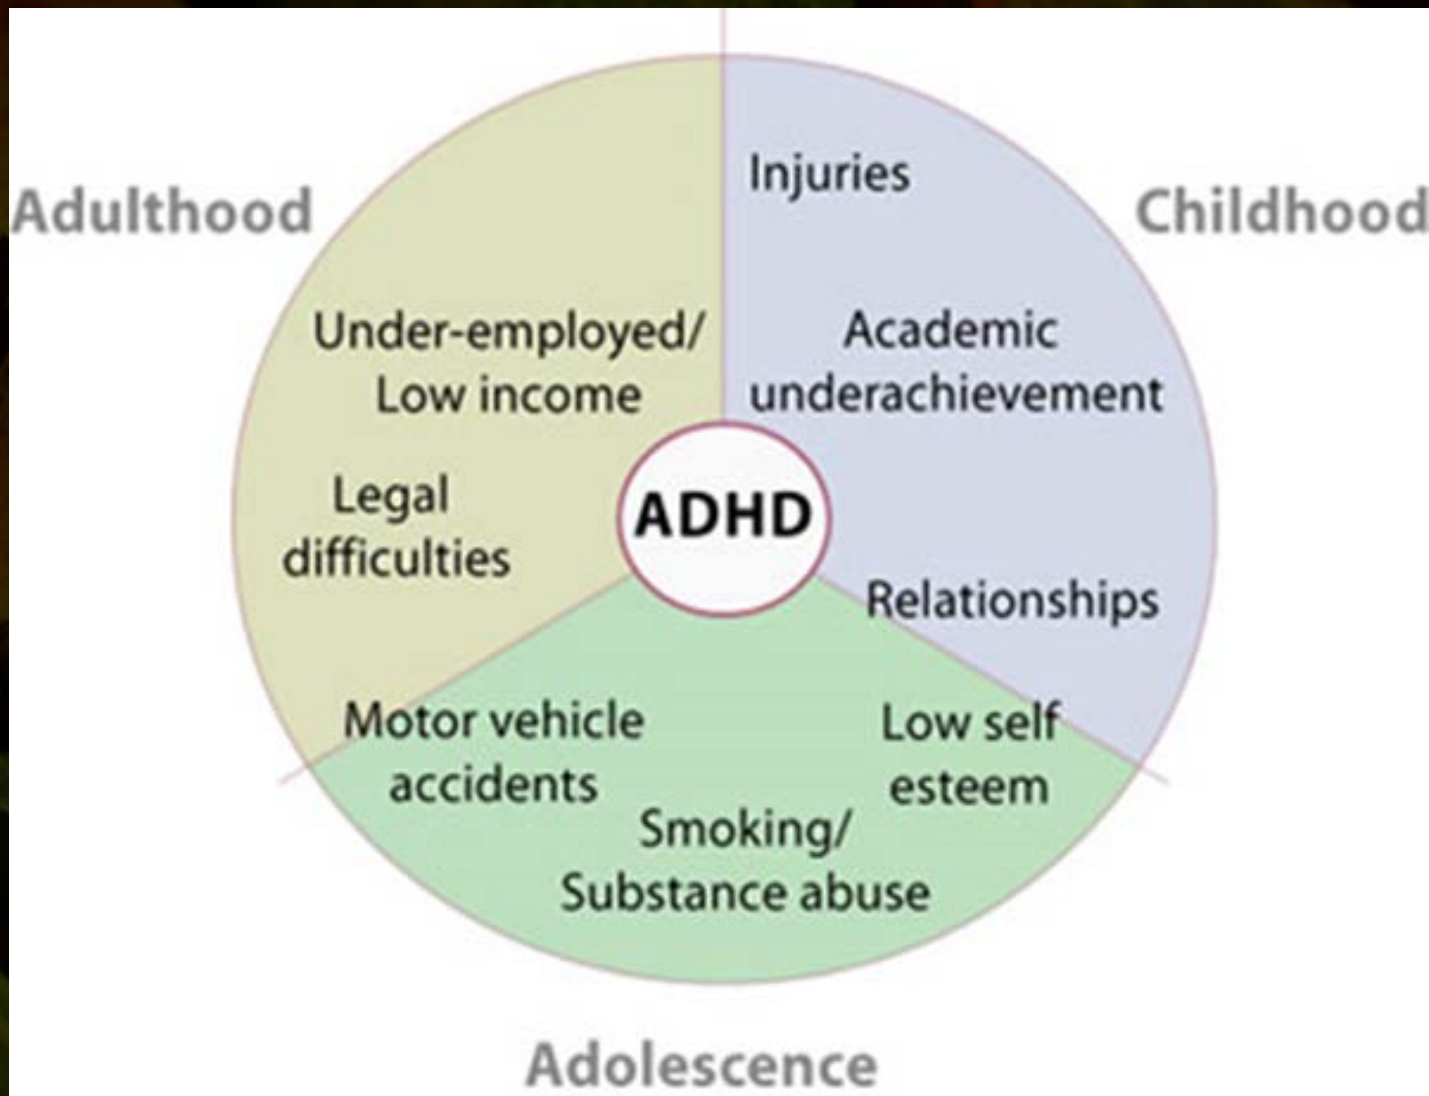 Adulthood
Childhood
Injuries
Academic
underachievement
Relationships
Under-employed/
Low income
Legal
difficulties
ADHD
Motor vehicle
accidents
Low self
esteem
Smoking/
Substance abuse
Adolescence